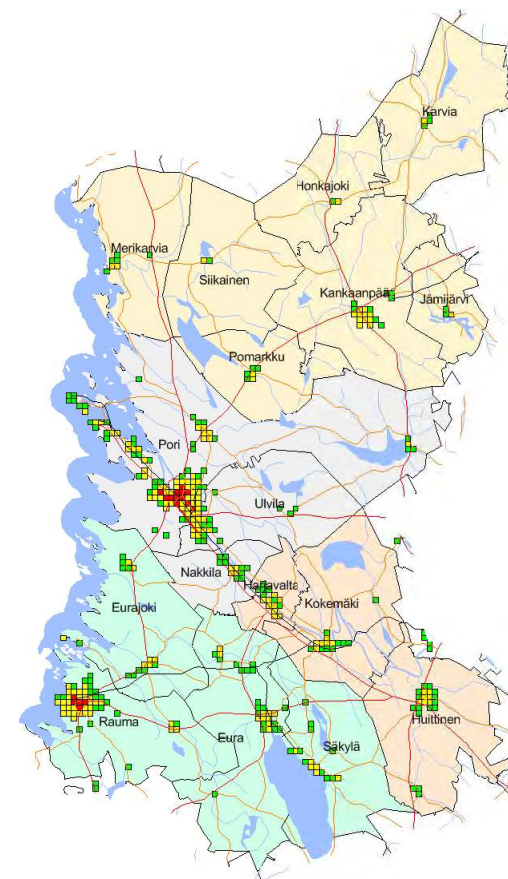 Karvia
Honkajoki
Merikarvia
Siikainen
Kankaanpää
Jämijärvi
Pomarkku
Pori
Ulvila
Nakkila
Harjavalta
Kokemäki
Eurajoki
Rauma
Eura
Säkylä
Huittinen